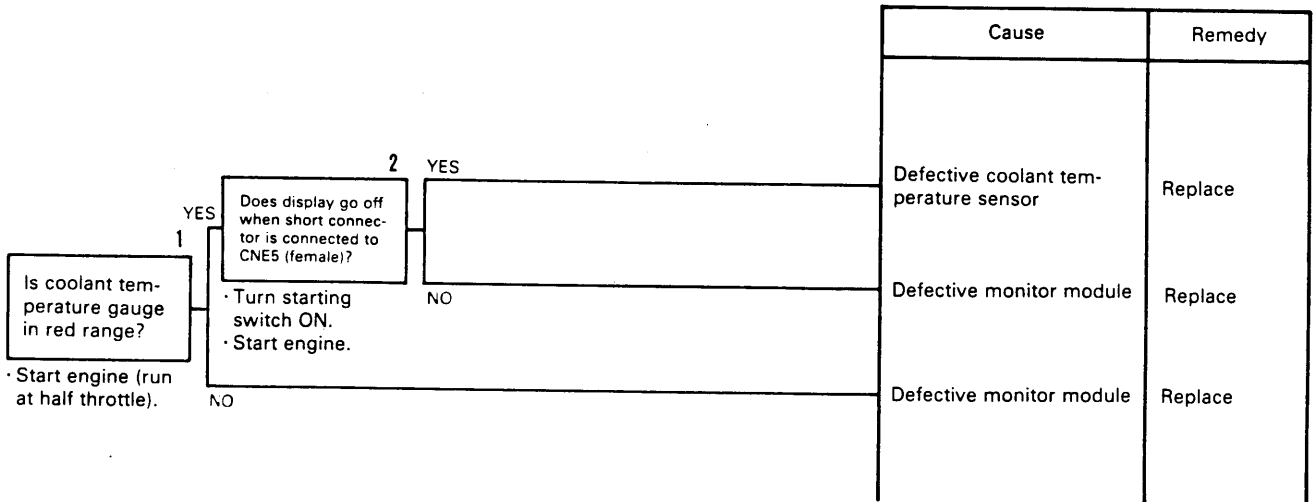 Cause
Remedy
2
YES
Does display go off
when short connec-
tor is connected to
CNE5 (female)?
Defective coolant tem-
perature sensor
Replace
YES
1
Is coolant tem-
perature gauge
in red range?
· Turn starting
switch ON.
· Start engine.
NO
Defective monitor module
Replace
· Start engine (run
at half throttle).
NO
Defective monitor module
Replace